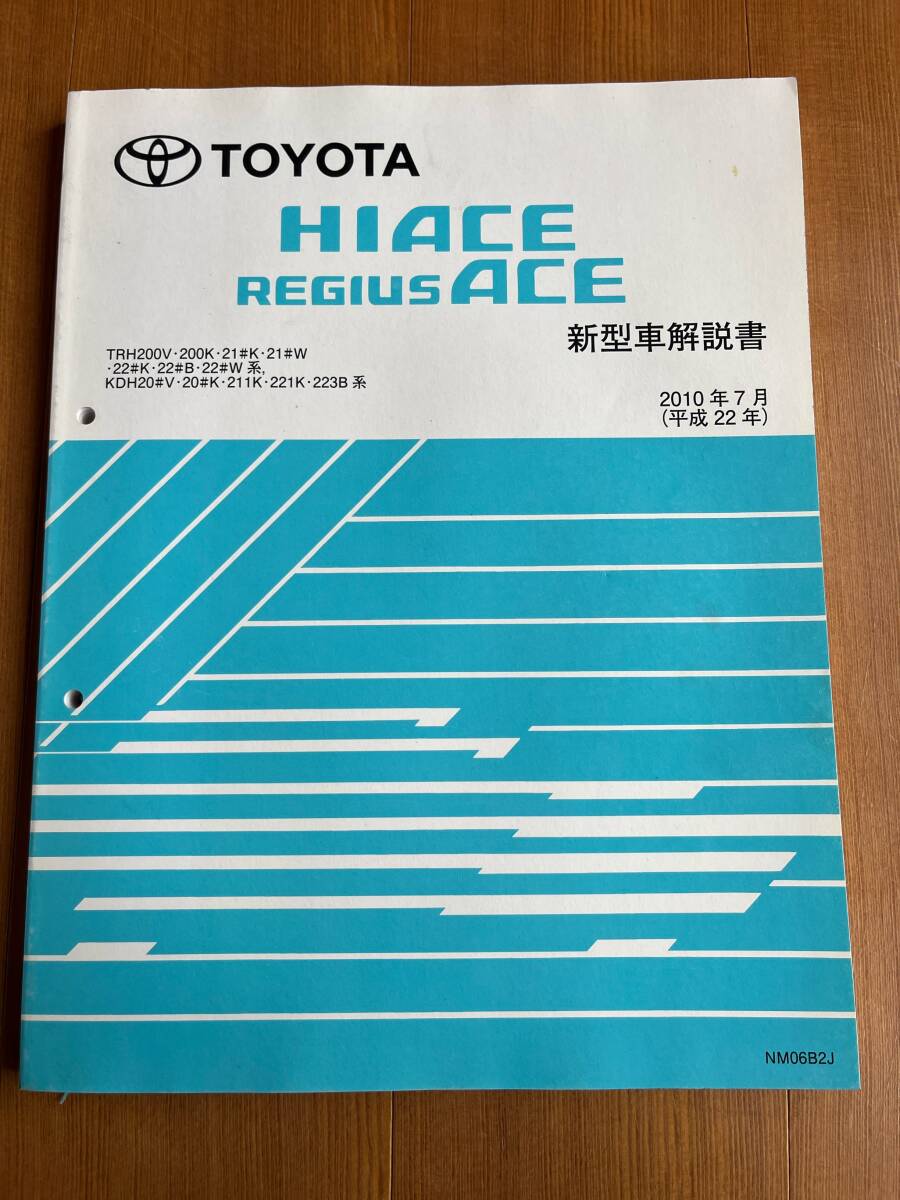 TOYOTA
HIACE
REGIUS ACE
新型車解説書
TRH200V･200K･21#K･21#W
･22#K･22#B･22#W 系,
KDH20#V･20#K･211K･221K･223B 系
2010 年 7 月
(平成 22 年)
NM06B2J